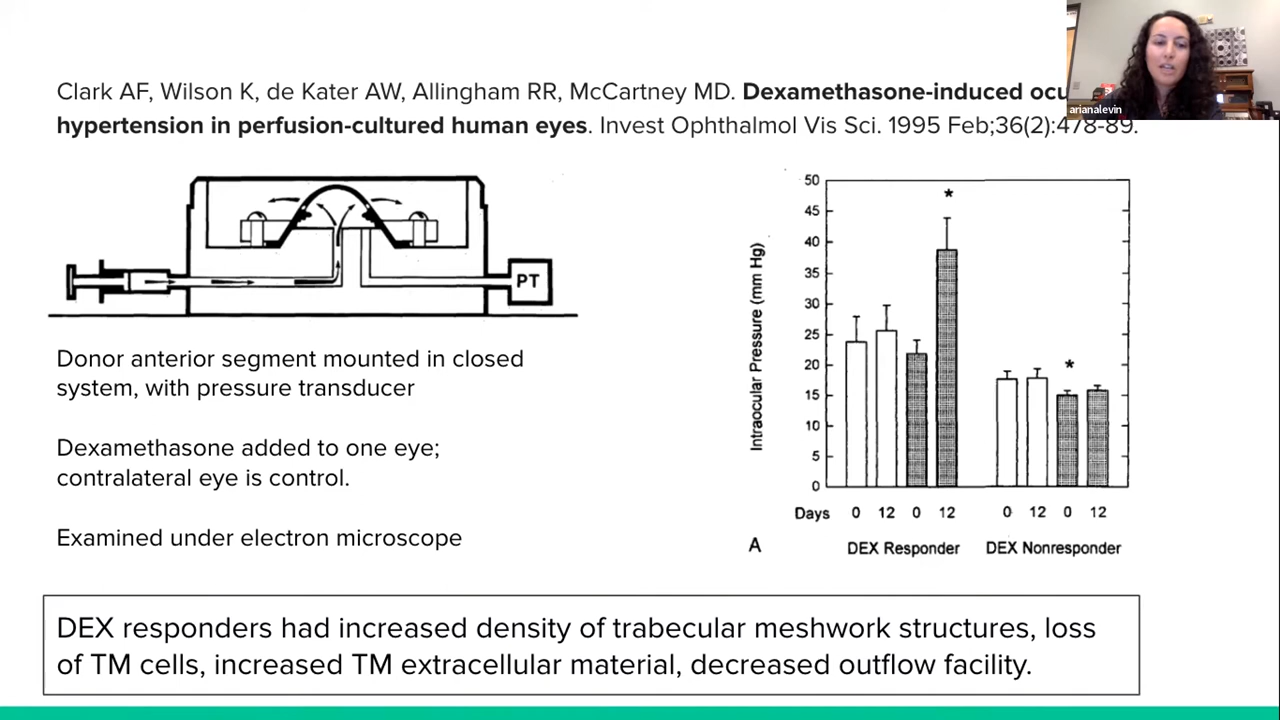 Clark AF, Wilson K, de Kater AW, Allingham RR, McCartney MD. Dexamethasone-induced ocu
hypertension in perfusion-cultured human eyes. Invest Ophthalmol Vis Sci. 1995 Feb;36(2):478-89.
arianalevin
PT
Donor anterior segment mounted in closed
system, with pressure transducer
Dexamethasone added to one eye;
contralateral eye is control.
Examined under electron microscope
Intraocular Pressure (mm Hg)
50
45
40
35
30
25
20
15
10
5
0
*
*
Days 0 12 0 12 0 12 0 12
A DEX Responder DEX Nonresponder
DEX responders had increased density of trabecular meshwork structures, loss
of TM cells, increased TM extracellular material, decreased outflow facility.